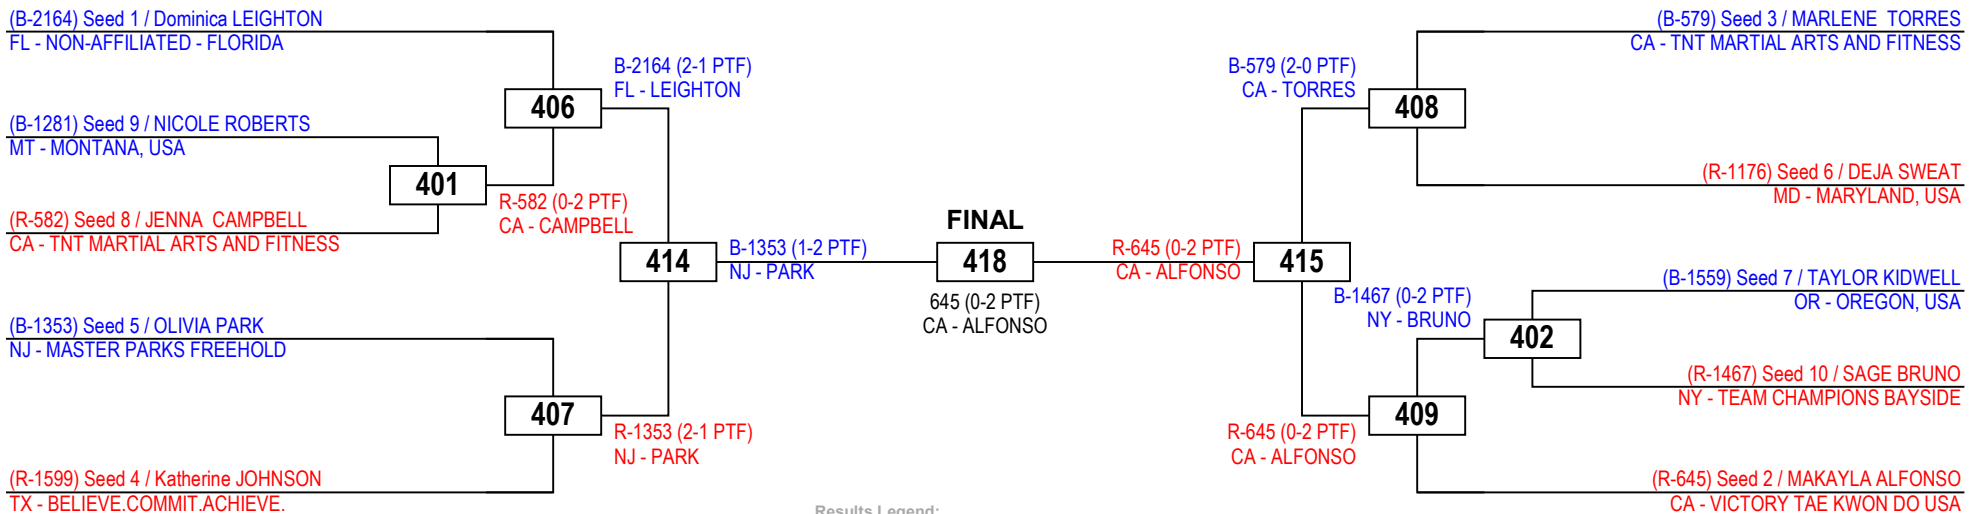 (B-2164) Seed 1 / Dominica LEIGHTON
FL - NON-AFFILIATED - FLORIDA
B-2164 (2-1 PTF)
FL - LEIGHTON
406
(B-1281) Seed 9 / NICOLE ROBERTS
MT - MONTANA, USA
401
R-582 (0-2 PTF)
CA - CAMPBELL
(R-582) Seed 8 / JENNA  CAMPBELL
CA - TNT MARTIAL ARTS AND FITNESS
414
B-1353 (1-2 PTF)
NJ - PARK
(B-1353) Seed 5 / OLIVIA PARK
NJ - MASTER PARKS FREEHOLD
407
R-1353 (2-1 PTF)
NJ - PARK
(R-1599) Seed 4 / Katherine JOHNSON
TX - BELIEVE.COMMIT.ACHIEVE.
FINAL
418
645 (0-2 PTF)
CA - ALFONSO
Results Legend:
(B-579) Seed 3 / MARLENE  TORRES
CA - TNT MARTIAL ARTS AND FITNESS
B-579 (2-0 PTF)
CA - TORRES
408
(R-1176) Seed 6 / DEJA SWEAT
MD - MARYLAND, USA
R-645 (0-2 PTF)
CA - ALFONSO
415
(B-1559) Seed 7 / TAYLOR KIDWELL
OR - OREGON, USA
B-1467 (0-2 PTF)
NY - BRUNO
402
(R-1467) Seed 10 / SAGE BRUNO
NY - TEAM CHAMPIONS BAYSIDE
409
R-645 (0-2 PTF)
CA - ALFONSO
(R-645) Seed 2 / MAKAYLA ALFONSO
CA - VICTORY TAE KWON DO USA